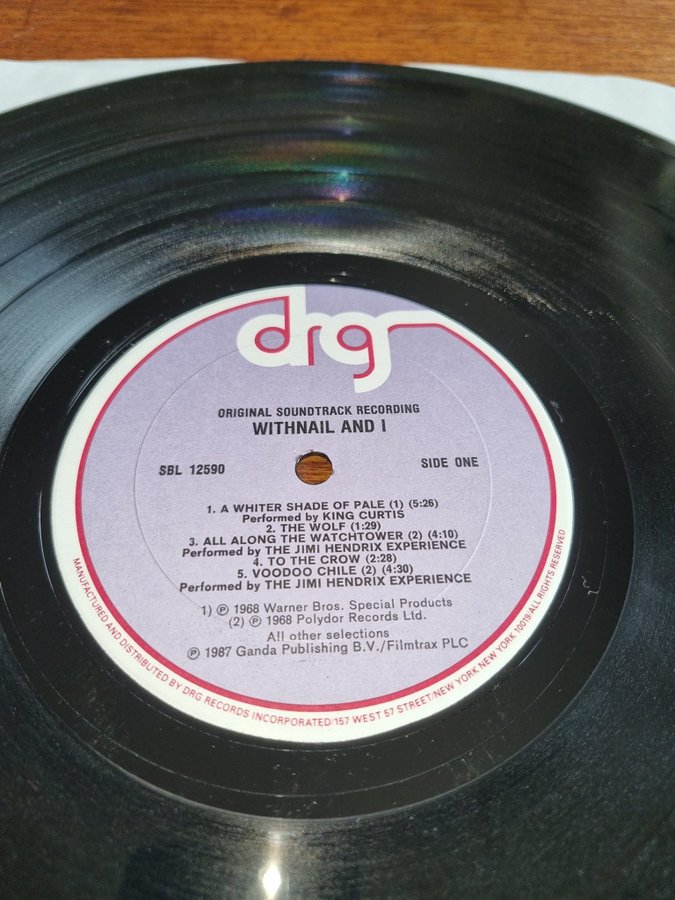 drg
ORIGINAL SOUNDTRACK RECORDING
WITHNAIL AND I
SBL 12590
SIDE ONE
1. A WHITER SHADE OF PALE (1) (5:26)
Performed by KING CURTIS
2. THE WOLF (1:29)
3. ALL ALONG THE WATCHTOWER (2) (4:10)
Performed by THE JIMI HENDRIX EXPERIENCE
4. TO THE CROW (2:28)
5. VOODOO CHILE (2) (4:30)
Performed by THE JIMI HENDRIX EXPERIENCE
1) ℗ 1968 Warner Bros. Special Products
(2) ℗ 1968 Polydor Records Ltd.
All other selections
℗ 1987 Ganda Publishing B.V./Filmtrax PLC
MANUFACTURED AND DISTRIBUTED BY DRG RECORDS INCORPORATED/157 WEST 57 STREET/NEW YORK NEW YORK 10019/ALL RIGHTS RESERVED